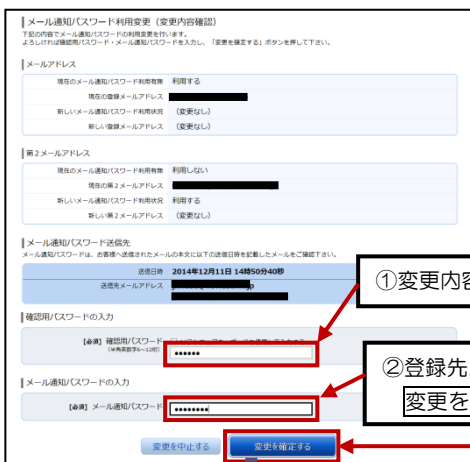 メール通知パスワード利用変更（変更内容確認）
下記の内容でメール通知パスワードの利用変更を行います。
よろしければ確認用パスワード・メール通知パスワードを入力し、「変更を確定する」ボタンを押して下さい。
メールアドレス
現在のメール通知パスワード利用有無 利用する
現在の登録メールアドレス
新しいメール通知パスワード利用状況 （変更なし）
新しい登録メールアドレス （変更なし）
第２メールアドレス
現在のメール通知パスワード利用有無 利用しない
現在の第２メールアドレス
新しいメール通知パスワード利用状況 利用する
新しい第２メールアドレス （変更なし）
メール通知パスワード送信先
メール通知パスワードは、お客様へ送信されたメールの本文に以下の送信日時を記載したメールをご確認下さい。
送信日時 2014年12月11日 14時50分40秒
送信先メールアドレス
①変更内容
確認用パスワードの入力
[必須] 確認用パスワード
(半角英数字6～12桁)
②登録先
変更を
メール通知パスワードの入力
[必須] メール通知パスワード
変更を中止する 変更を確定する